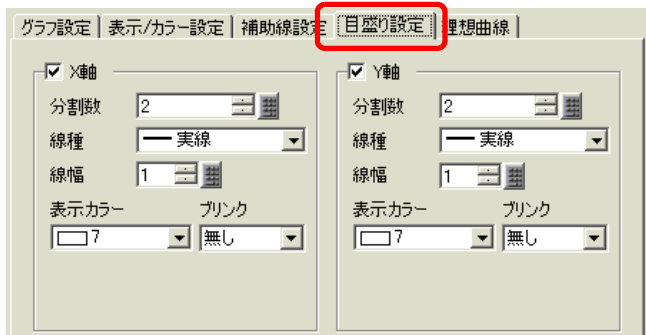 グラフ設定 表示/カラー設定 補助線設定 目盛り設定 理想曲線
X軸
分割数 2
線種 実線
線幅 1
表示カラー ブリンク
7 無し
Y軸
分割数 2
線種 実線
線幅 1
表示カラー ブリンク
7 無し